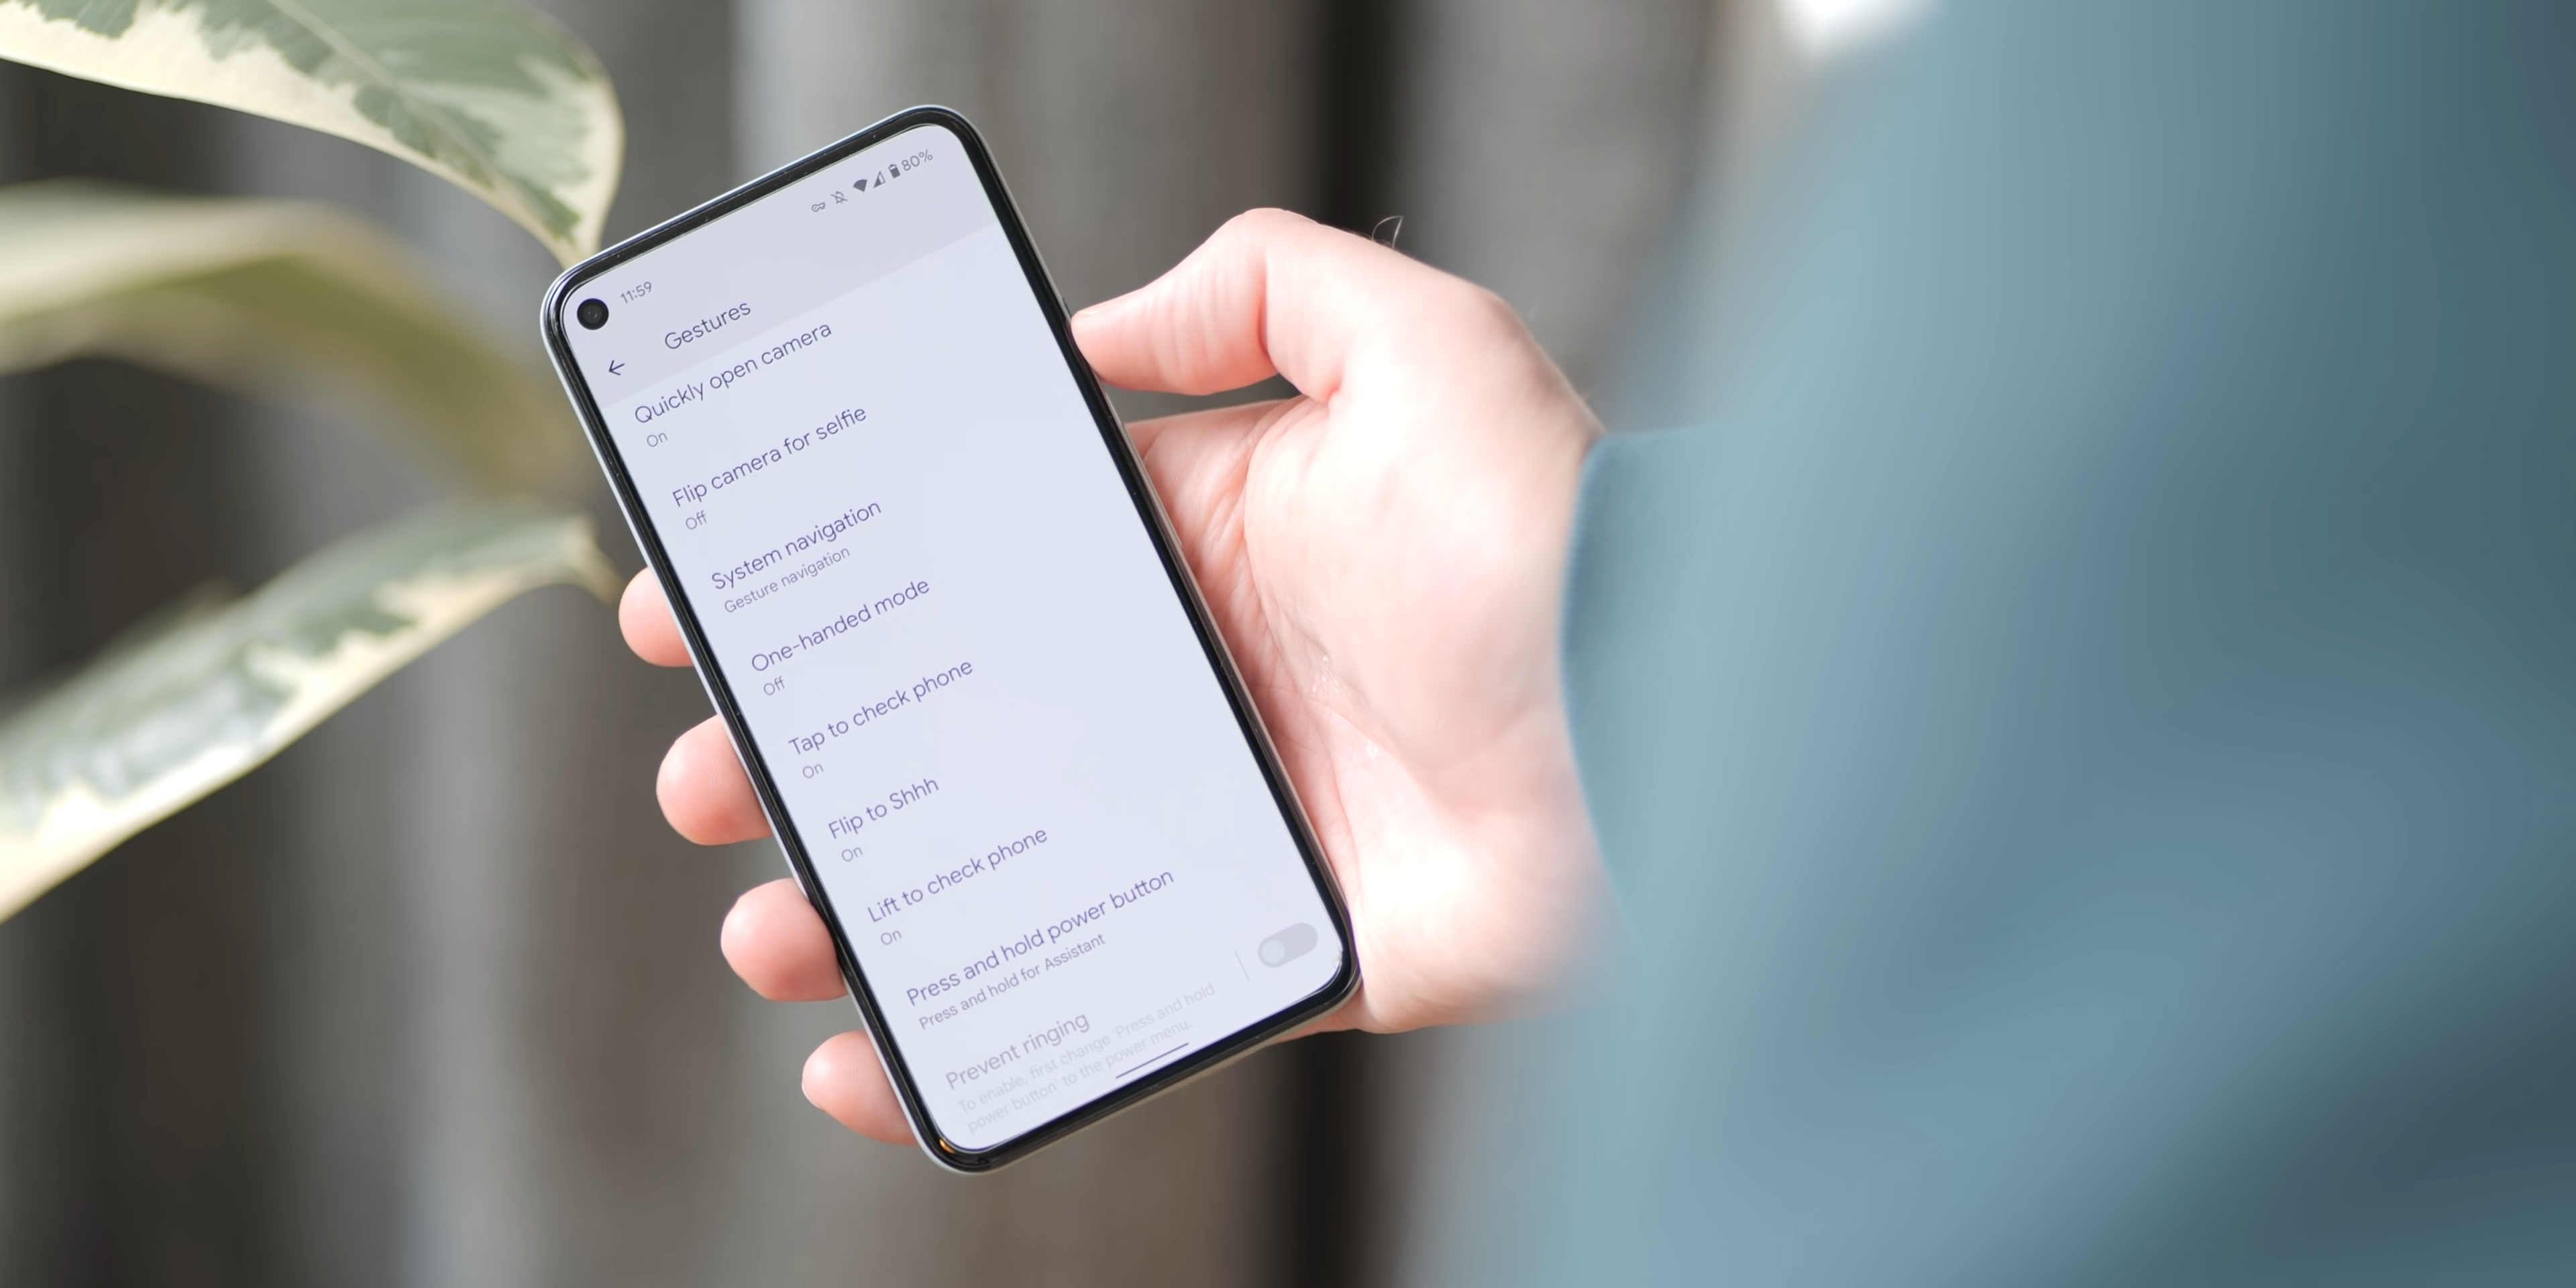 11:59
80%
Gestures
Quickly open camera
On
Flip camera for selfie
Off
System navigation
Gesture navigation
One-handed mode
Off
Tap to check phone
On
Flip to Shhh
On
Lift to check phone
On
Press and hold power button
Press and hold for Assistant
Prevent ringing
To enable, first change 'Press and hold
power button' to the power menu.